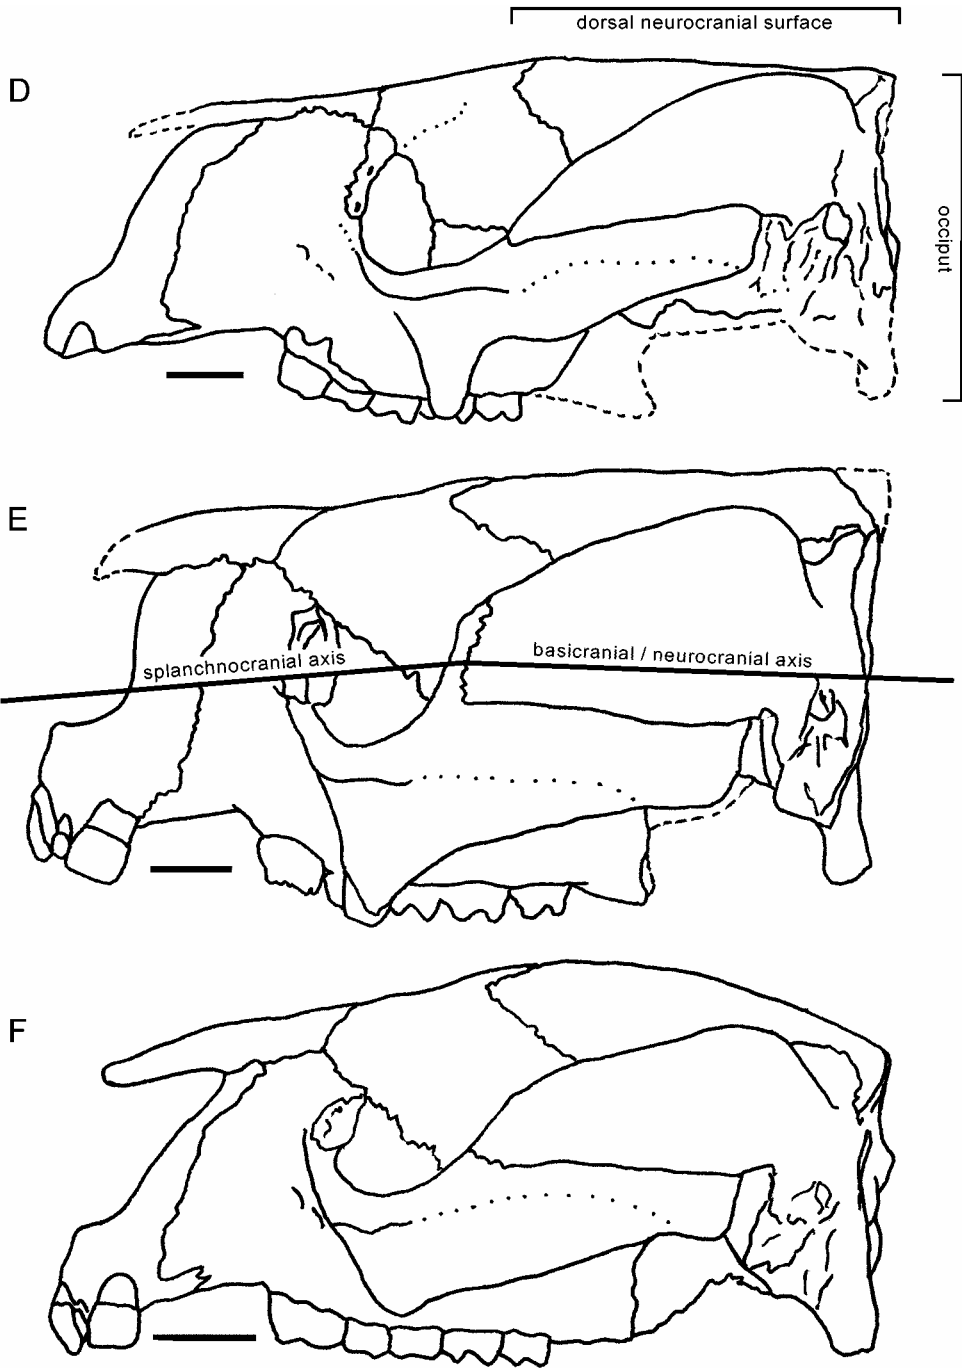 dorsal neurocranial surface
D
occiput
E
splanchnocranial axis
basicranial / neurocranial axis
F